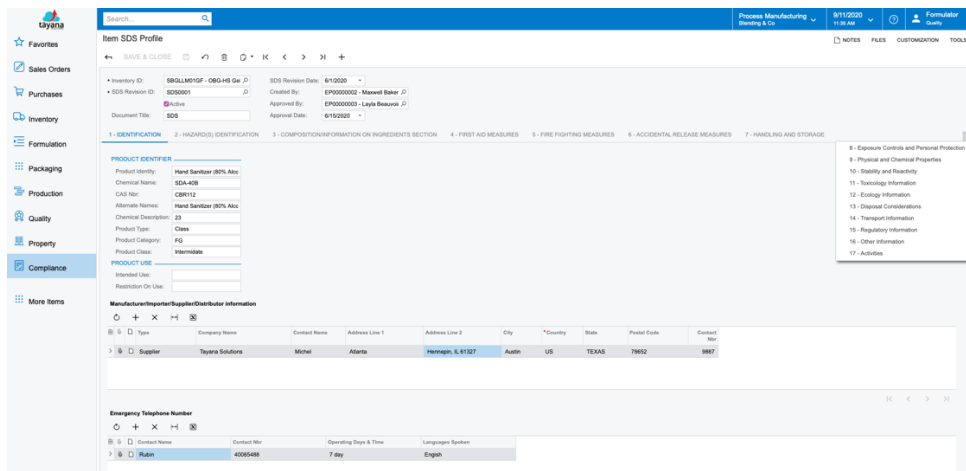 tayana
Search...
Process Manufacturing
Blending & Co
9/11/2020
11:35 AM
Formulator
Quality
Favorites
Sales Orders
Purchases
Inventory
Formulation
Packaging
Production
Quality
Property
Compliance
More Items
Item SDS Profile
NOTES FILES CUSTOMIZATION TOOLS
SAVE & CLOSE
Inventory ID: SBGLLM01GF - OBG-HS Gel
SDS Revision ID: SDS0001
Active
Document Title: SDS
SDS Revision Date: 6/1/2020
Created By: EP00000002 - Maxwell Baker
Approved By: EP00000003 - Layla Beauvoi
Approval Date: 6/15/2020
1 - IDENTIFICATION 2 - HAZARD(S) IDENTIFICATION 3 - COMPOSITION/INFORMATION ON INGREDIENTS SECTION 4 - FIRST AID MEASURES 5 - FIRE FIGHTING MEASURES 6 - ACCIDENTAL RELEASE MEASURES 7 - HANDLING AND STORAGE
8 - Exposure Controls and Personal Protection
9 - Physical and Chemical Properties
10 - Stability and Reactivity
11 - Toxicology Information
12 - Ecology Information
13 - Disposal Considerations
14 - Transport Information
15 - Regulatory Information
16 - Other Information
17 - Activities
PRODUCT IDENTIFIER
Product Identity: Hand Sanitizer (80% Alcc
Chemical Name: SDA-40B
CAS Nbr: CBR112
Alternate Names: Hand Sanitizer (80% Alcc
Chemical Description: 23
Product Type: Class
Product Category: FG
Product Class: Intermidate
PRODUCT USE
Intended Use:
Restriction On Use:
Manufacturer/Importer/Supplier/Distributor information
Type Company Name Contact Name Address Line 1 Address Line 2 City *Country State Postal Code Contact Nbr
Supplier Tayana Solutions Michel Atlanta Hennepin, IL 61327 Austin US TEXAS 78652 9887
Emergency Telephone Number
Contact Name Contact Nbr Operating Days & Time Languages Spoken
Rubin 40065488 7 day Engish